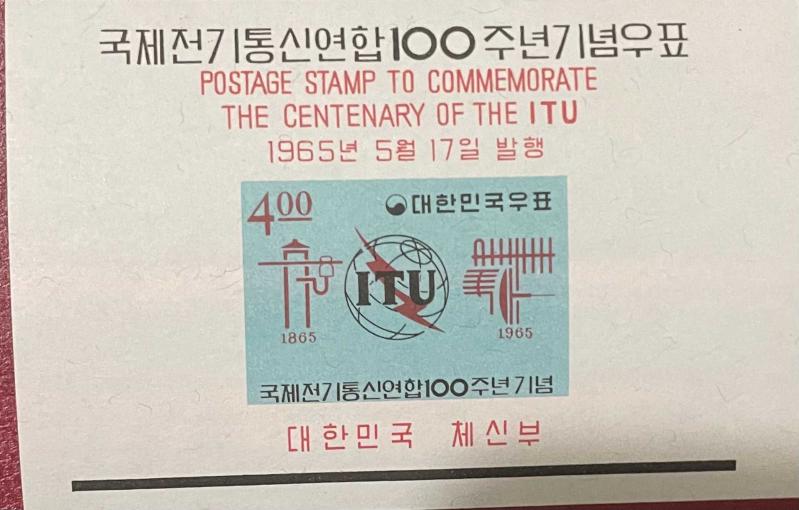 국제전기통신연합100주년기념우표
POSTAGE STAMP TO COMMEMORATE
THE CENTENARY OF THE ITU
1965년 5월 17일 발행
400 대한민국우표
ITU
1865 1965
국제전기통신연합100주년기념
대한민국 체신부